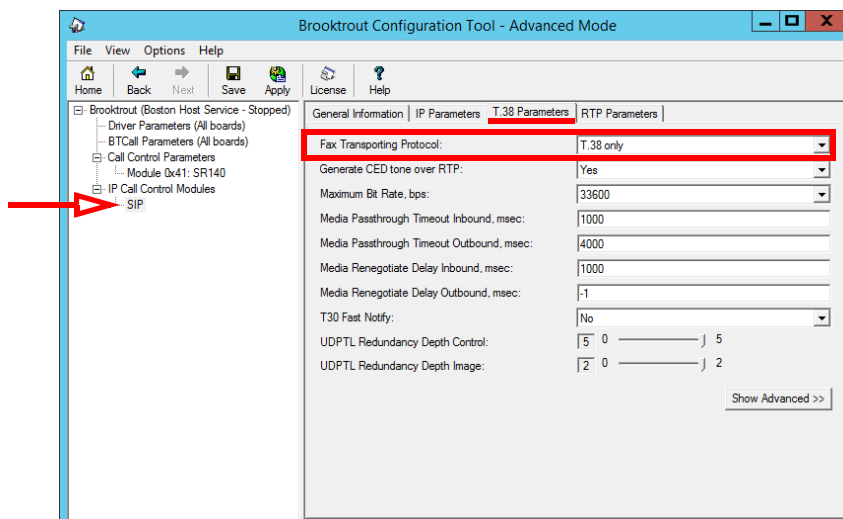 Brooktrout Configuration Tool - Advanced Mode
File View Options Help
Home Back Next Save Apply License Help
Brooktrout (Boston Host Service - Stopped)
Driver Parameters (All boards)
BTCall Parameters (All boards)
Call Control Parameters
Module 0x41: SR140
IP Call Control Modules
SIP
General Information IP Parameters T.38 Parameters RTP Parameters
Fax Transporting Protocol: T.38 only
Generate CED tone over RTP: Yes
Maximum Bit Rate, bps: 33600
Media Passthrough Timeout Inbound, msec: 1000
Media Passthrough Timeout Outbound, msec: 4000
Media Renegotiate Delay Inbound, msec: 1000
Media Renegotiate Delay Outbound, msec: -1
T30 Fast Notify: No
UDPTL Redundancy Depth Control: 5 0 5
UDPTL Redundancy Depth Image: 2 0 2
Show Advanced >>